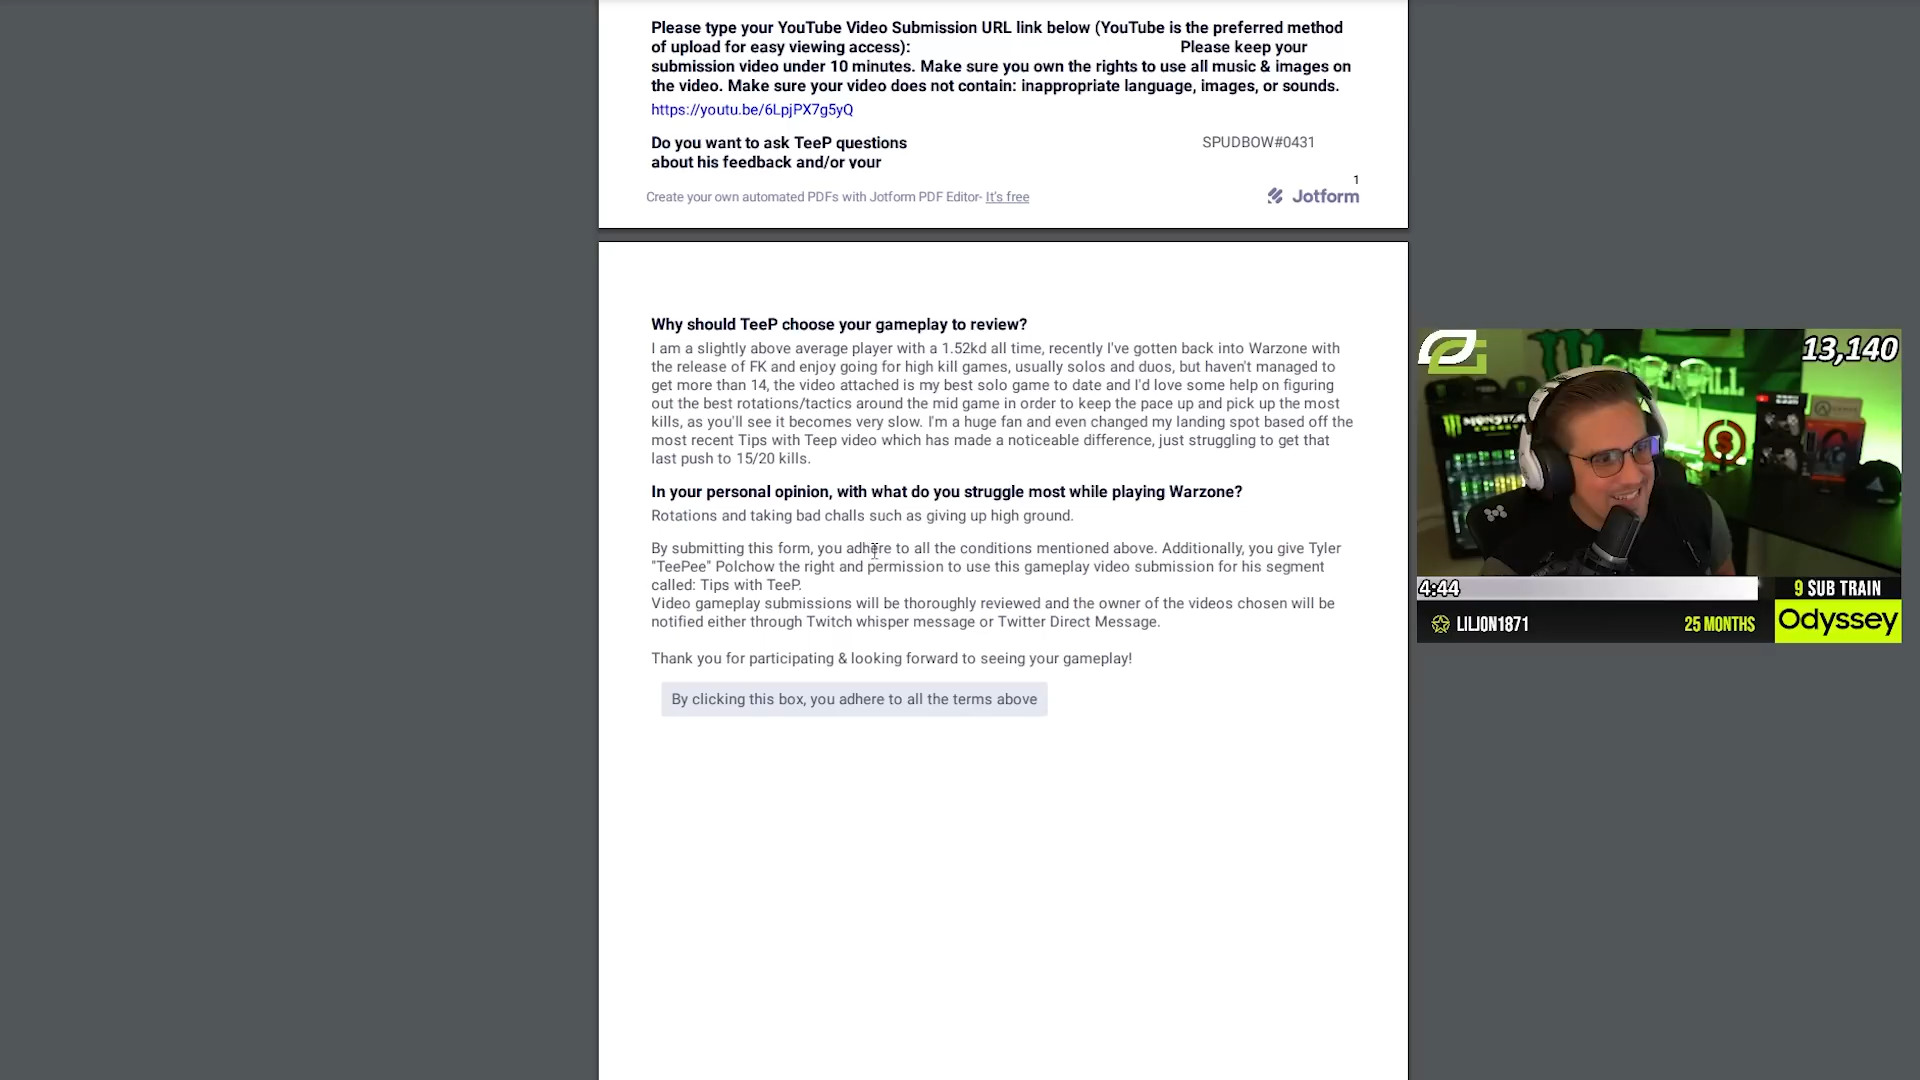 Please type your YouTube Video Submission URL link below (YouTube is the preferred method
of upload for easy viewing access): Please keep your
submission video under 10 minutes. Make sure you own the rights to use all music & images on
the video. Make sure your video does not contain: inappropriate language, images, or sounds.
https://youtu.be/6LpjPX7g5yQ
Do you want to ask TeeP questions
about his feedback and/or your
SPUDBOW#0431
1
Create your own automated PDFs with Jotform PDF Editor- It's free
Jotform
Why should TeeP choose your gameplay to review?
I am a slightly above average player with a 1.52kd all time, recently I've gotten back into Warzone with
the release of FK and enjoy going for high kill games, usually solos and duos, but haven't managed to
get more than 14, the video attached is my best solo game to date and I'd love some help on figuring
out the best rotations/tactics around the mid game in order to keep the pace up and pick up the most
kills, as you'll see it becomes very slow. I'm a huge fan and even changed my landing spot based off the
most recent Tips with Teep video which has made a noticeable difference, just struggling to get that
last push to 15/20 kills.
In your personal opinion, with what do you struggle most while playing Warzone?
Rotations and taking bad challs such as giving up high ground.
By submitting this form, you adhere to all the conditions mentioned above. Additionally, you give Tyler
"TeePee" Polchow the right and permission to use this gameplay video submission for his segment
called: Tips with TeeP.
Video gameplay submissions will be thoroughly reviewed and the owner of the videos chosen will be
notified either through Twitch whisper message or Twitter Direct Message.
Thank you for participating & looking forward to seeing your gameplay!
By clicking this box, you adhere to all the terms above
13,140
MONSTER
4:44
9 SUB TRAIN
LILJON1871
25 MONTHS
Odyssey